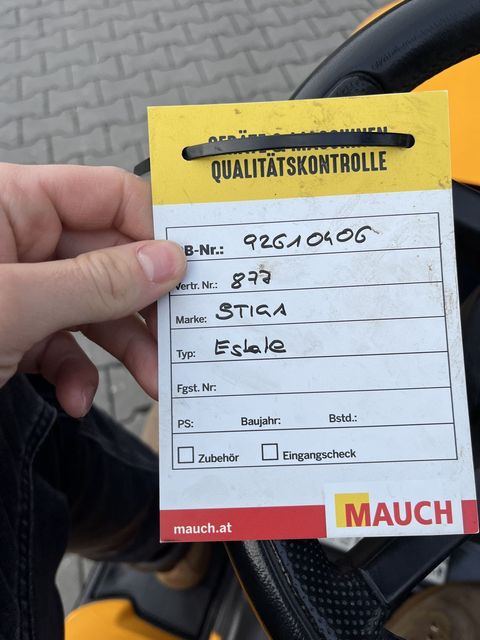 QUALITÄTSKONTROLLE
B-Nr.: 92610406
Vertr. Nr.: 877
Marke: STIGA
Typ: Estate
Fgst. Nr:
PS: Baujahr: Bstd.:
Zubehör Eingangscheck
mauch.at MAUCH